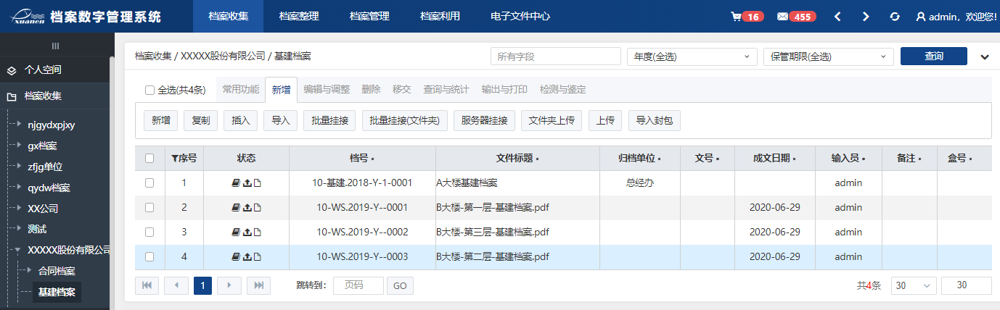 xuanen 档案数字管理系统 档案收集 档案整理 档案管理 档案利用 电子文件中心 16 455 admin，欢迎您!
个人空间
档案收集
njgydxpjxy
gx档案
zfjg单位
qydw档案
XX公司
测试
XXXXX股份有限公司
合同档案
基建档案
档案收集 / XXXXX股份有限公司 / 基建档案 所有字段 年度(全选) 保管期限(全选) 查询
全选(共4条) 常用功能 新增 编辑与调整 删除 移交 查询与统计 输出与打印 检测与鉴定
新增 复制 插入 导入 批量挂接 批量挂接(文件夹) 服务器挂接 文件夹上传 上传 导入封包
序号 状态 档号 文件标题 归档单位 文号 成文日期 输入员 备注 盒号
1 10-基建.2018-Y-1-0001 A大楼基建档案 总经办 admin
2 10-WS.2019-Y--0001 B大楼-第一层-基建档案.pdf 2020-06-29 admin
3 10-WS.2019-Y--0002 B大楼-第三层-基建档案.pdf 2020-06-29 admin
4 10-WS.2019-Y--0003 B大楼-第二层-基建档案.pdf 2020-06-29 admin
1 跳转到: 页码 GO 共4条 30 30